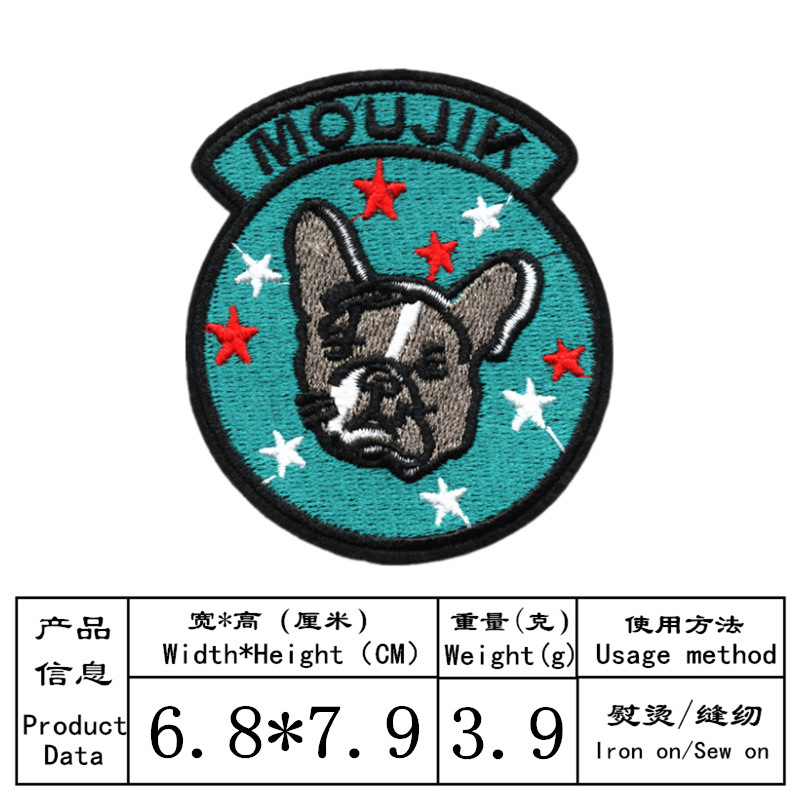 MOUJIK
产品
信息
Product
Data
宽*高 (厘米)
Width*Height (CM)
重量(克)
Weight(g)
使用方法
Usage method
6.8*7.9
3.9
熨烫/缝纫
Iron on/Sew on